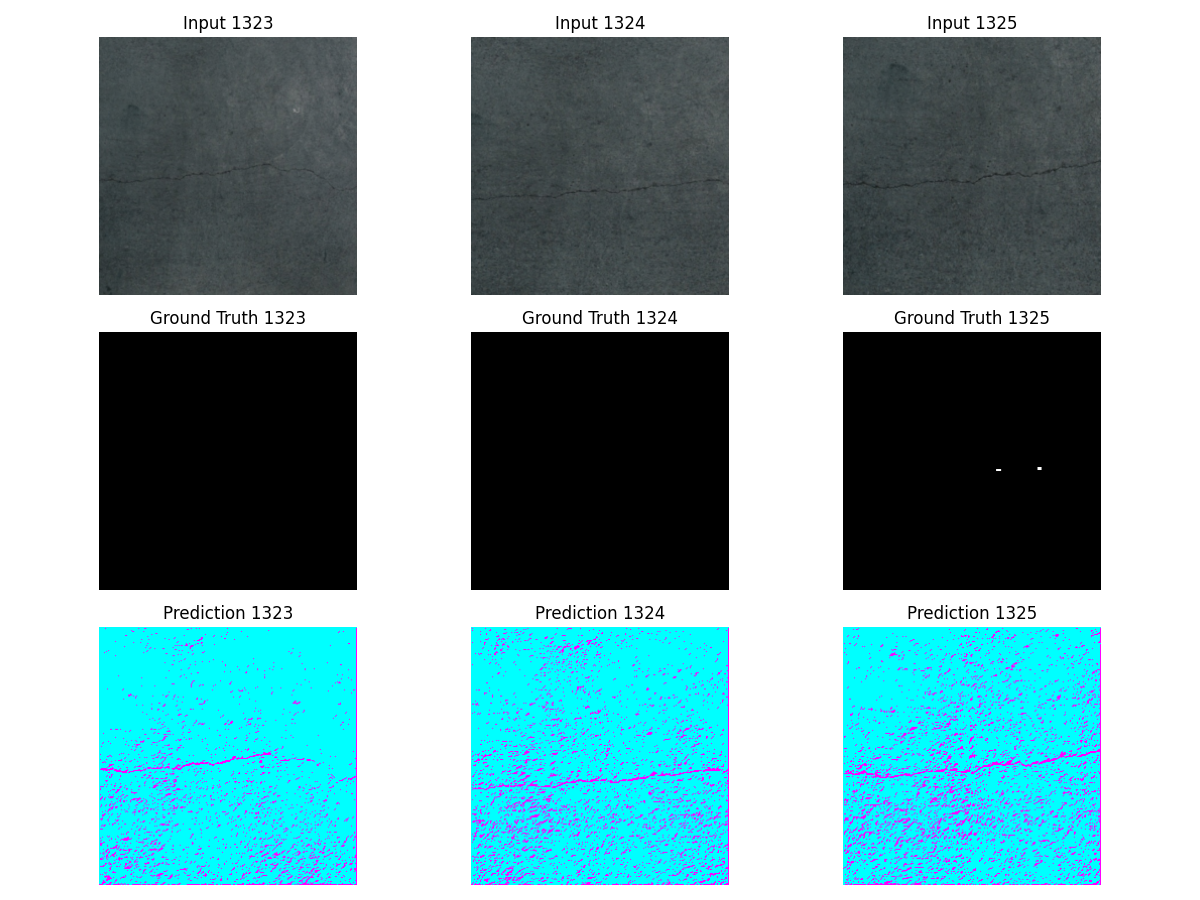 Input 1323
Input 1324
Input 1325
Ground Truth 1323
Ground Truth 1324
Ground Truth 1325
Prediction 1323
Prediction 1324
Prediction 1325